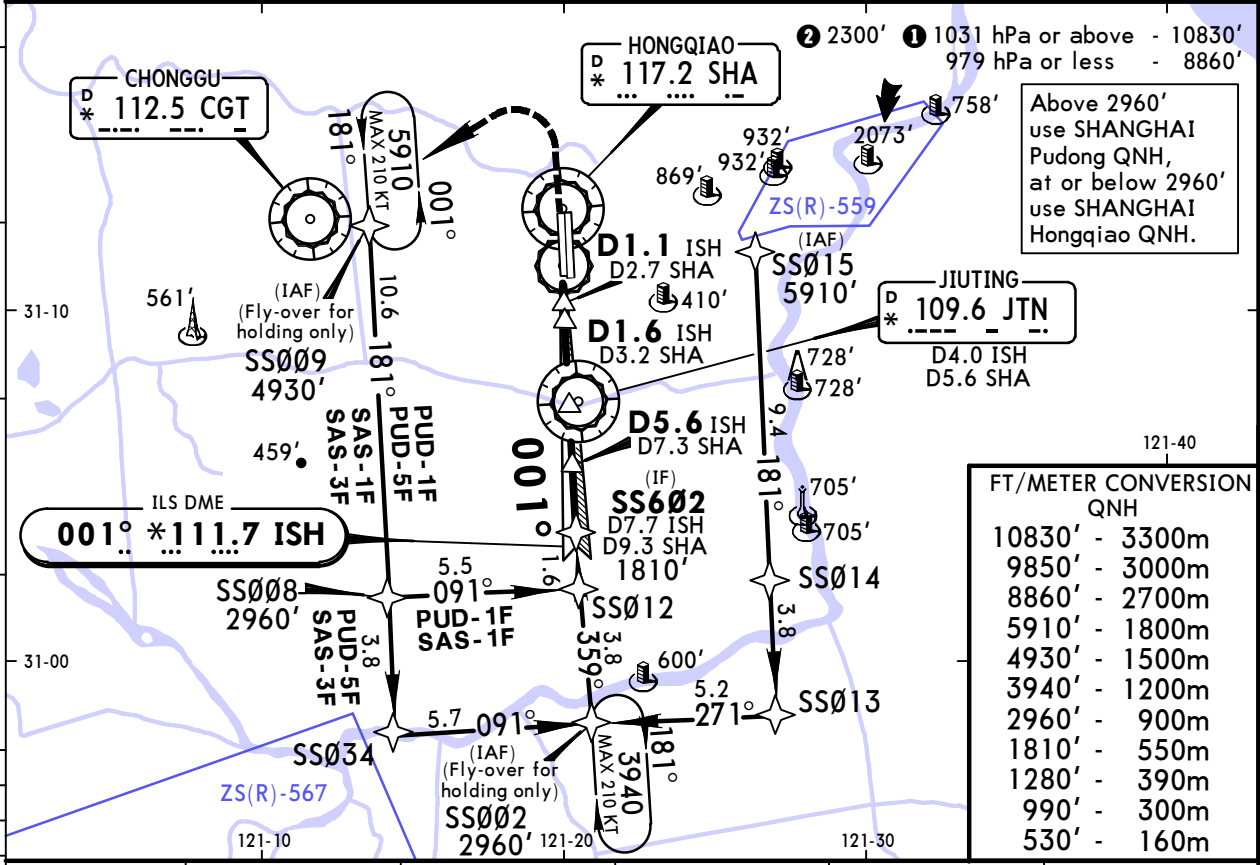 ❷ 2300' ❶ 1031 hPa or above - 10830'
979 hPa or less - 8860'
Above 2960'
use SHANGHAI
Pudong QNH,
at or below 2960'
use SHANGHAI
Hongqiao QNH.
CHONGGU
D
* 112.5 CGT
HONGQIAO
D
* 117.2 SHA
181°
5910
MAX 210 KT
001°
758'
2073'
932'
932'
869'
ZS(R)-559
(IAF)
SSØ15
5910'
D1.1 ISH
D2.7 SHA
410'
JIUTING
D
* 109.6 JTN
D4.0 ISH
D5.6 SHA
561'
31-10
(IAF)
(Fly-over for
holding only)
SSØØ9
4930'
10.6
181°
D1.6 ISH
D3.2 SHA
728'
728'
SAS-3F
SAS-1F
PUD-5F
PUD-1F
9.4
181°
D5.6 ISH
D7.3 SHA
459'
001°
(IF)
SS6Ø2
D7.7 ISH
D9.3 SHA
1810'
121-40
705'
705'
ILS DME
001° *111.7 ISH
SSØØ8
2960'
5.5
091°
PUD-1F
SAS-1F
1.6
SSØ12
SSØ14
3.8
SAS-3F
PUD-5F
3.8
3.8
359°
31-00
600'
5.2
271°
SSØ13
SSØ34
5.7
091°
(IAF)
(Fly-over for
holding only)
SSØØ2
2960'
3940
MAX 210 KT
181°
ZS(R)-567
121-10
121-20
121-30
FT/METER CONVERSION
QNH
10830' - 3300m
9850' - 3000m
8860' - 2700m
5910' - 1800m
4930' - 1500m
3940' - 1200m
2960' - 900m
1810' - 550m
1280' - 390m
990' - 300m
530' - 160m